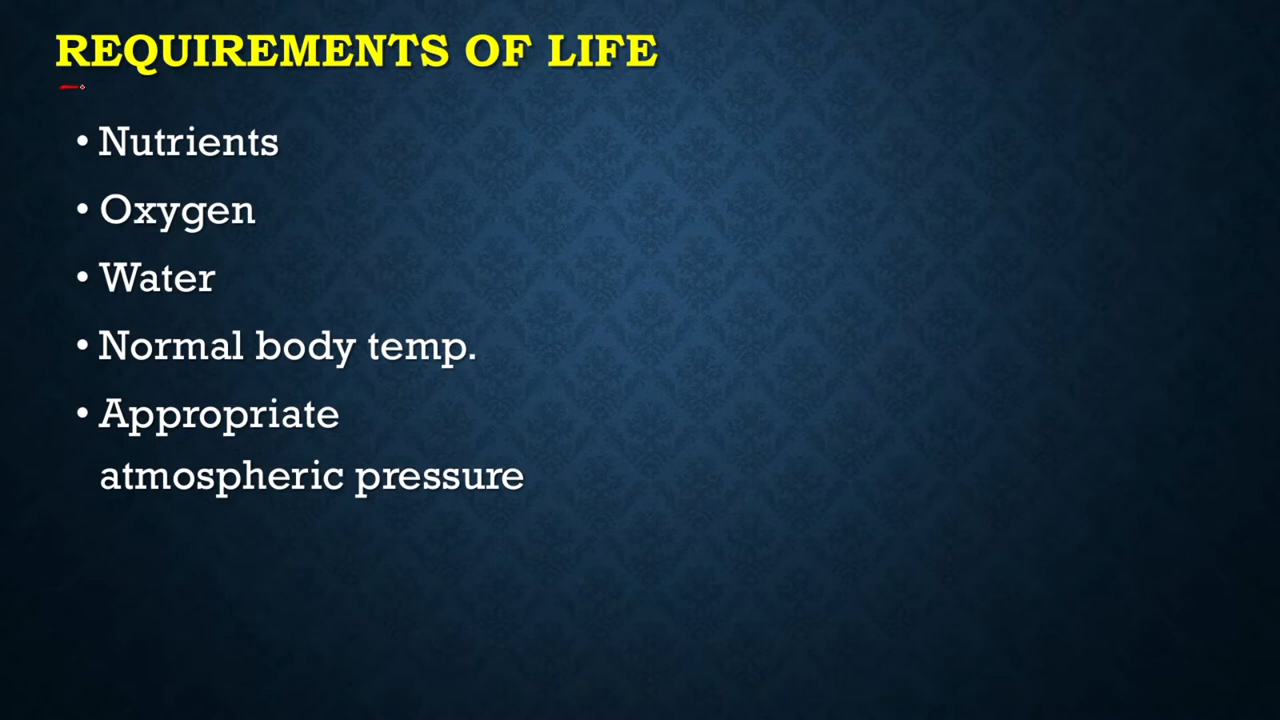 REQUIREMENTS OF LIFE
• Nutrients
• Oxygen
• Water
• Normal body temp.
• Appropriate
atmospheric pressure